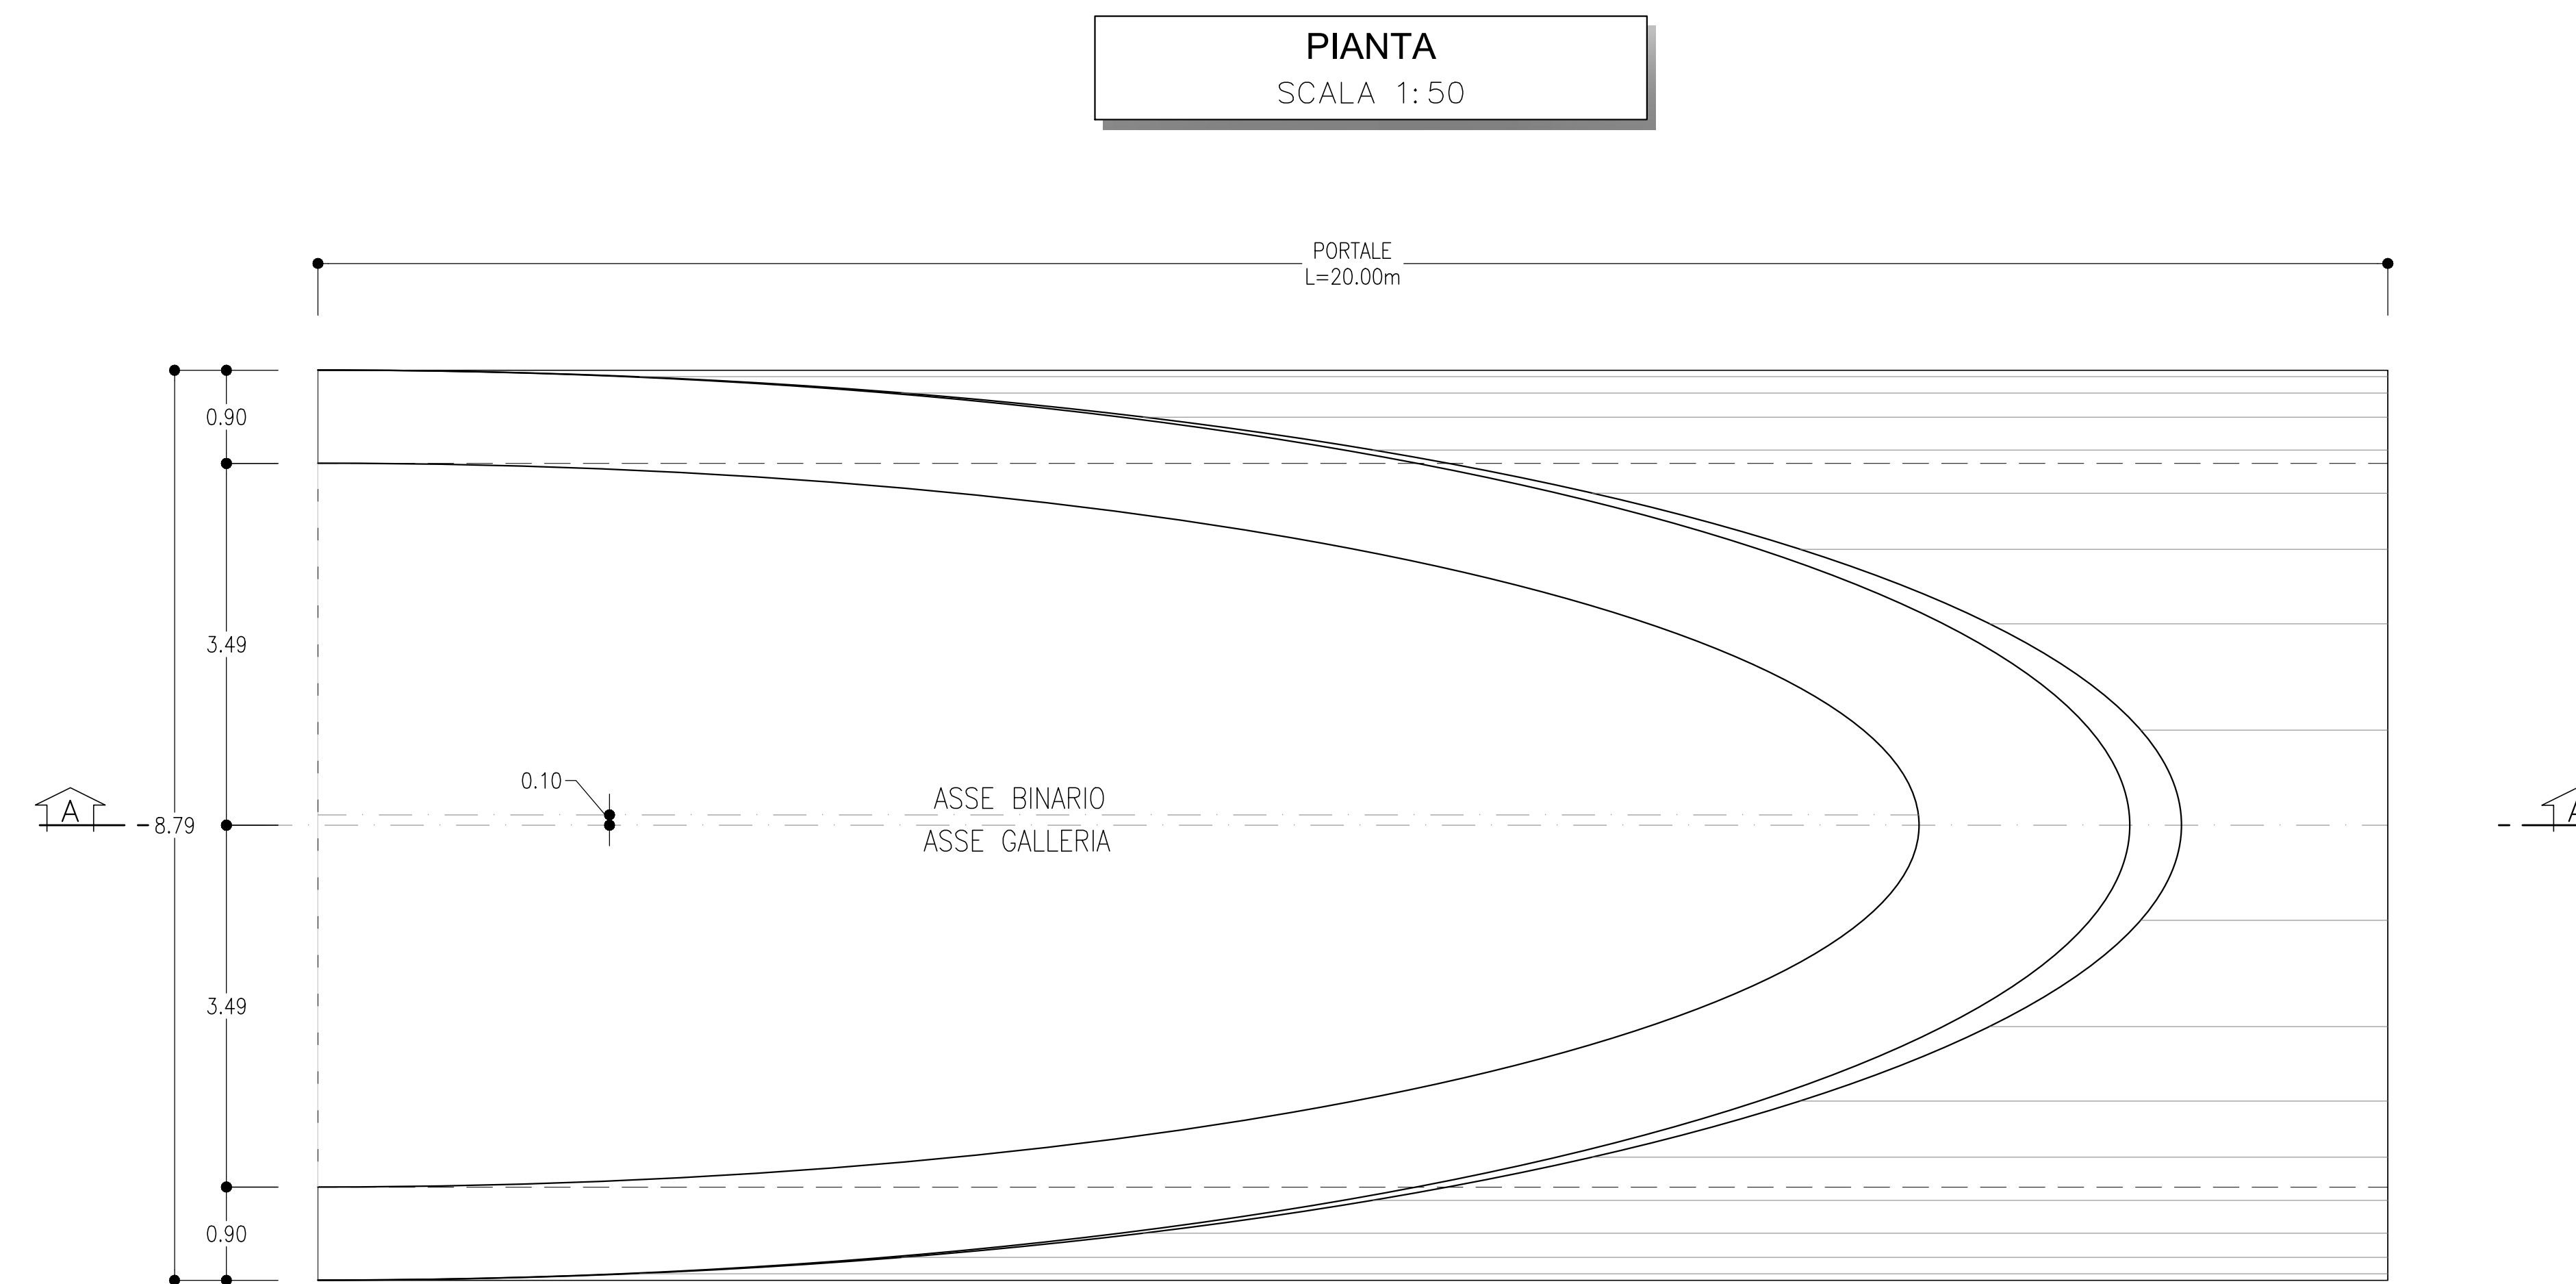 PIANTA
SCALA 1:50
PORTALE
L=20.00m
0.90
3.49
0.10
ASSE BINARIO
A
8.79
ASSE GALLERIA
3.49
0.90